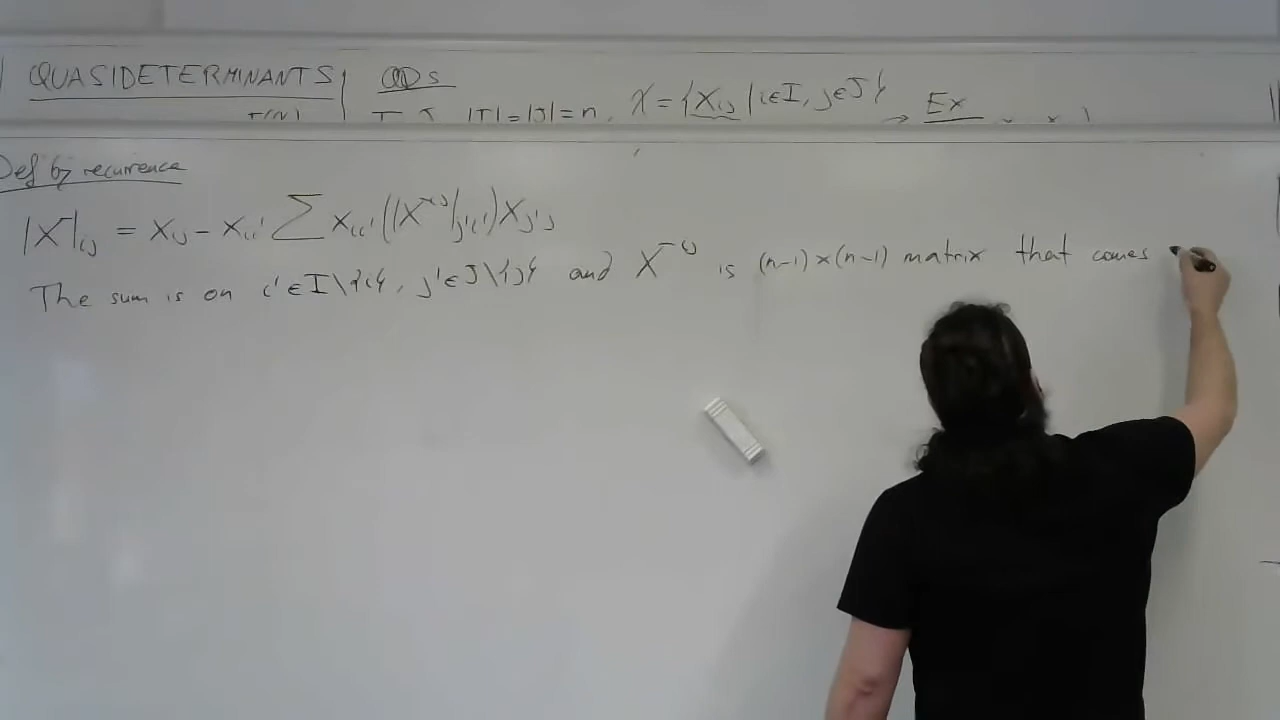 QUASIDETERMINANTS QDs
|I|=|J|=n, X={x_ij | i∈I, j∈J} → Ex
Def by recurrence
|X|_ij = x_ij - x_ii' ∑ x_ii' (|X^ij|_j'i') x_j'j
The sum is on i'∈I\{i}, j'∈J\{j} and X^ij is (n-1)×(n-1) matrix that comes